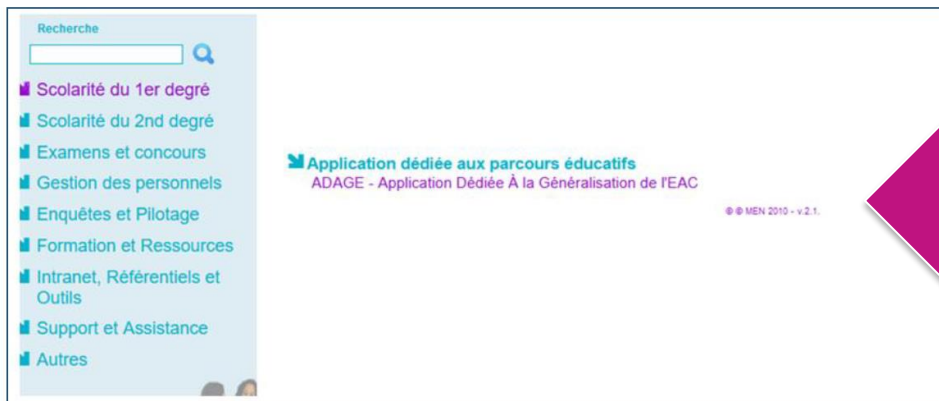 Recherche
Scolarité du 1er degré
Scolarité du 2nd degré
Examens et concours
Gestion des personnels
Enquêtes et Pilotage
Formation et Ressources
Intranet, Référentiels et
Outils
Support et Assistance
Autres
Application dédiée aux parcours éducatifs
ADAGE - Application Dédiée À la Généralisation de l'EAC
© © MEN 2010 - v.2.1.